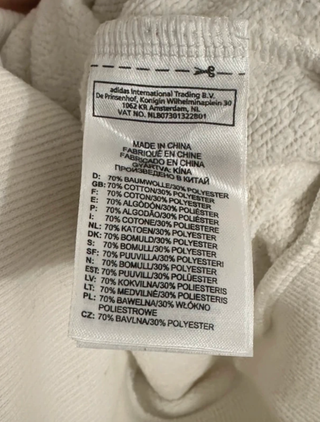 adidas International Trading B.V.
De Prinsenhof, Konigin Wilhelminaplein 30
1062 KR Amsterdam, NL
VAT NO. NL807301322B01
MADE IN CHINA
FABRIQUÉ EN CHINE
FABRICADO EN CHINA
GYÁRTVA: KÍNA
ПРОИЗВЕДЕНО В КИТАЙ
D: 70% BAUMWOLLE/30% POLYESTER
GB: 70% COTTON/30% POLYESTER
F: 70% COTON/30% POLYESTER
E: 70% ALGODÓN/30% POLIÉSTER
P: 70% ALGODÃO/30% POLIÉSTER
I: 70% COTONE/30% POLIESTERE
NL: 70% KATOEN/30% POLYESTER
DK: 70% BOMULD/30% POLYESTER
S: 70% BOMULL/30% POLYESTER
SF: 70% PUUVILLA/30% POLYESTERI
N: 70% BOMULL/30% POLYESTER
EST: 70% PUUVILL/30% POLÜESTER
LV: 70% KOKVILNA/30% POLIESTERIS
LT: 70% MEDVILNĖ/30% POLIESTERIS
PL: 70% BAWEŁNA/30% WŁÓKNO
POLIESTROWE
CZ: 70% BAVLNA/30% POLYESTER